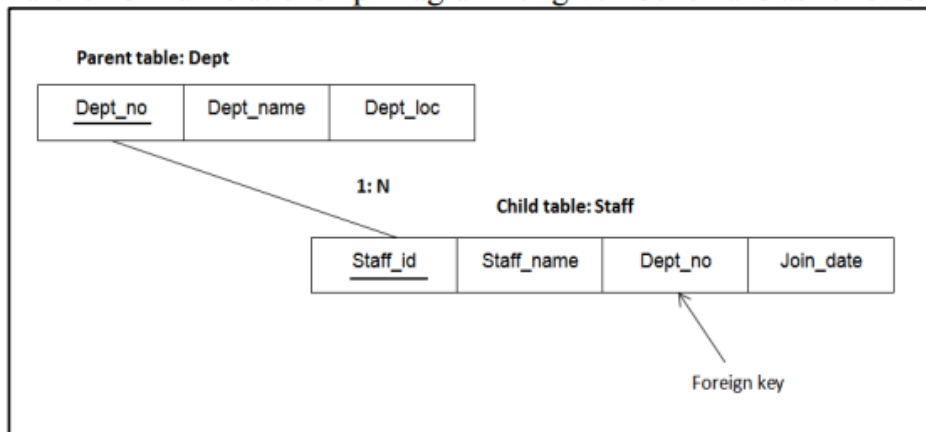 Parent table: Dept
Dept_no Dept_name Dept_loc
1: N
Child table: Staff
Staff_id Staff_name Dept_no Join_date
Foreign key